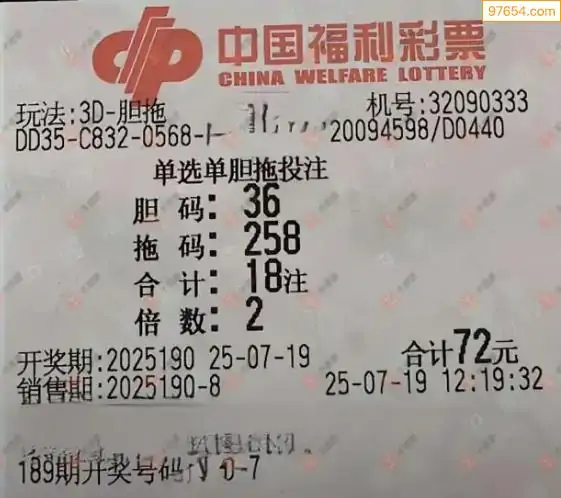 97654.com
中国福利彩票
CHINA WELFARE LOTTERY
玩法:3D-胆拖 机号:32090333
DD35-C832-0568- 20094598/D0440
单选单胆拖投注
胆 码: 36
拖 码: 258
合 计: 18注
倍 数: 2
开奖期:2025190 25-07-19 合计72元
销售期:2025190-8 25-07-19 12:19:32
189期开奖号码 0-7